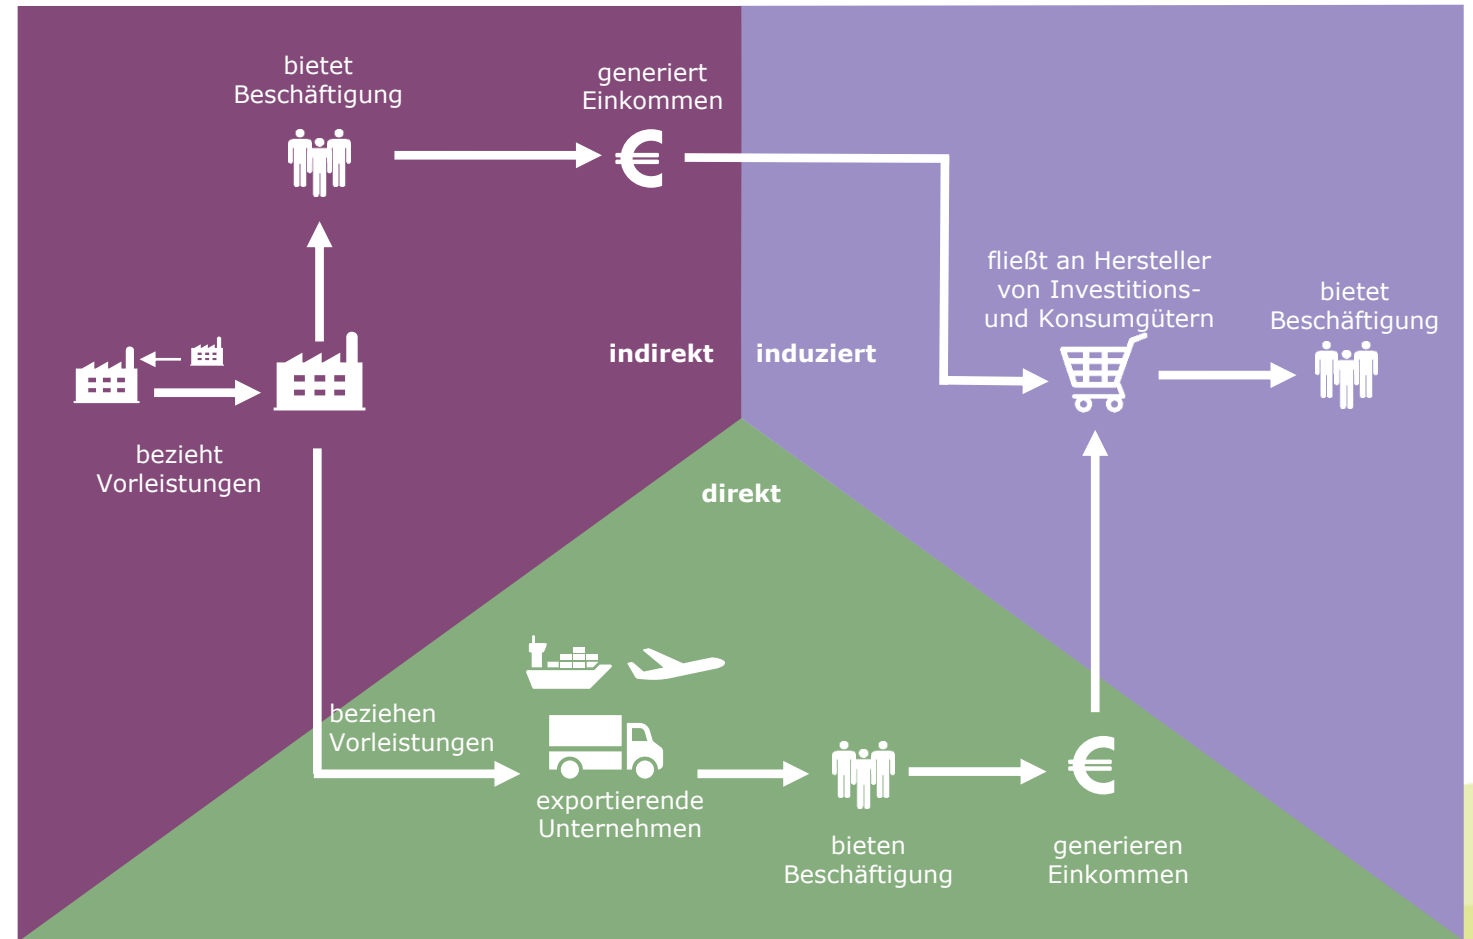 bietet
Beschäftigung
generiert
Einkommen
fließt an Hersteller
von Investitions-
und Konsumgütern
bietet
Beschäftigung
indirekt
induziert
bezieht
Vorleistungen
direkt
beziehen
Vorleistungen
exportierende
Unternehmen
bieten
Beschäftigung
generieren
Einkommen